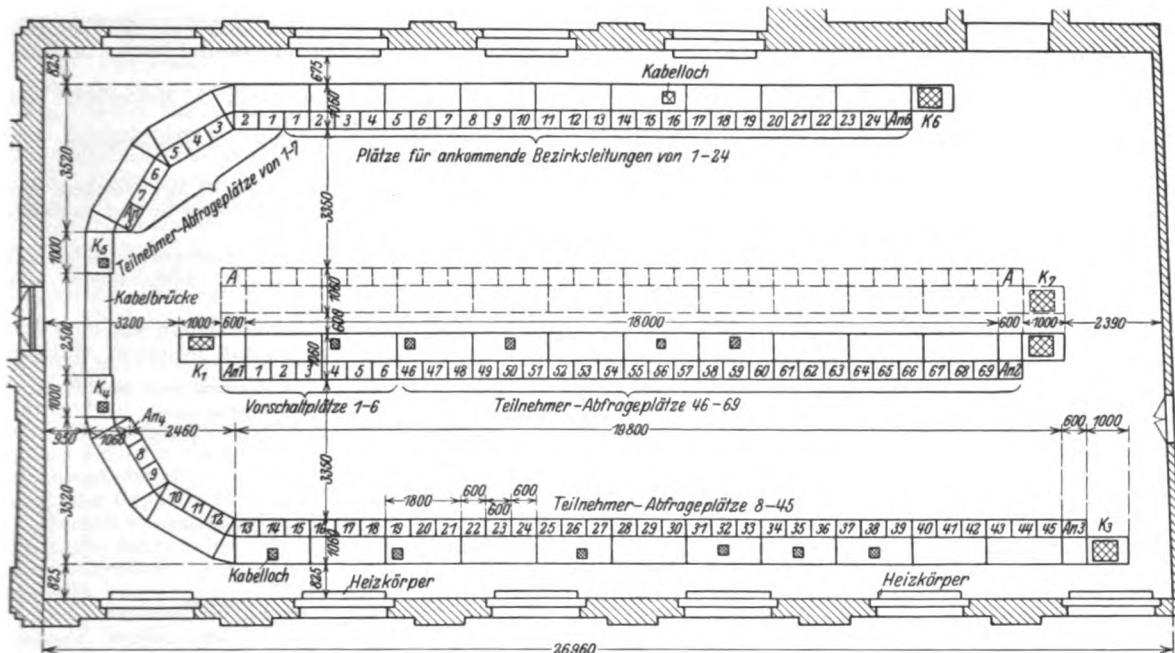 825
675
Kabelloch
1060
K6
2 1 1 2 3 4 5 6 7 8 9 10 11 12 13 14 15 16 17 18 19 20 21 22 23 24 An6
5 4 3
Plätze für ankommende Bezirksleitungen von 1-24
6
7
3520
Teilnehmer-Abfrageplätze von 1-7
3350
1000
K5
A
A
K2
Kabelbrücke
1060
3200
1000
600
600
18000
600
1000
2390
2500
K1
1060
An1 1 2 3 4 5 6 46 47 48 49 50 51 52 53 54 55 56 57 58 59 60 61 62 63 64 65 66 67 68 69 An2
1000
K4
Vorschaltplätze 1-6
Teilnehmer-Abfrageplätze 46-69
An4
950
1060
2460
19800
600
1000
8
9
3350
3520
10 11 12
1800
600
600
600
Teilnehmer-Abfrageplätze 8-45
13 14 15 16 17 18 19 20 21 22 23 24 25 26 27 28 29 30 31 32 33 34 35 36 37 38 39 40 41 42 43 44 45 An3
K3
1060
Kabelloch
825
825
Heizkörper
Heizkörper
26960